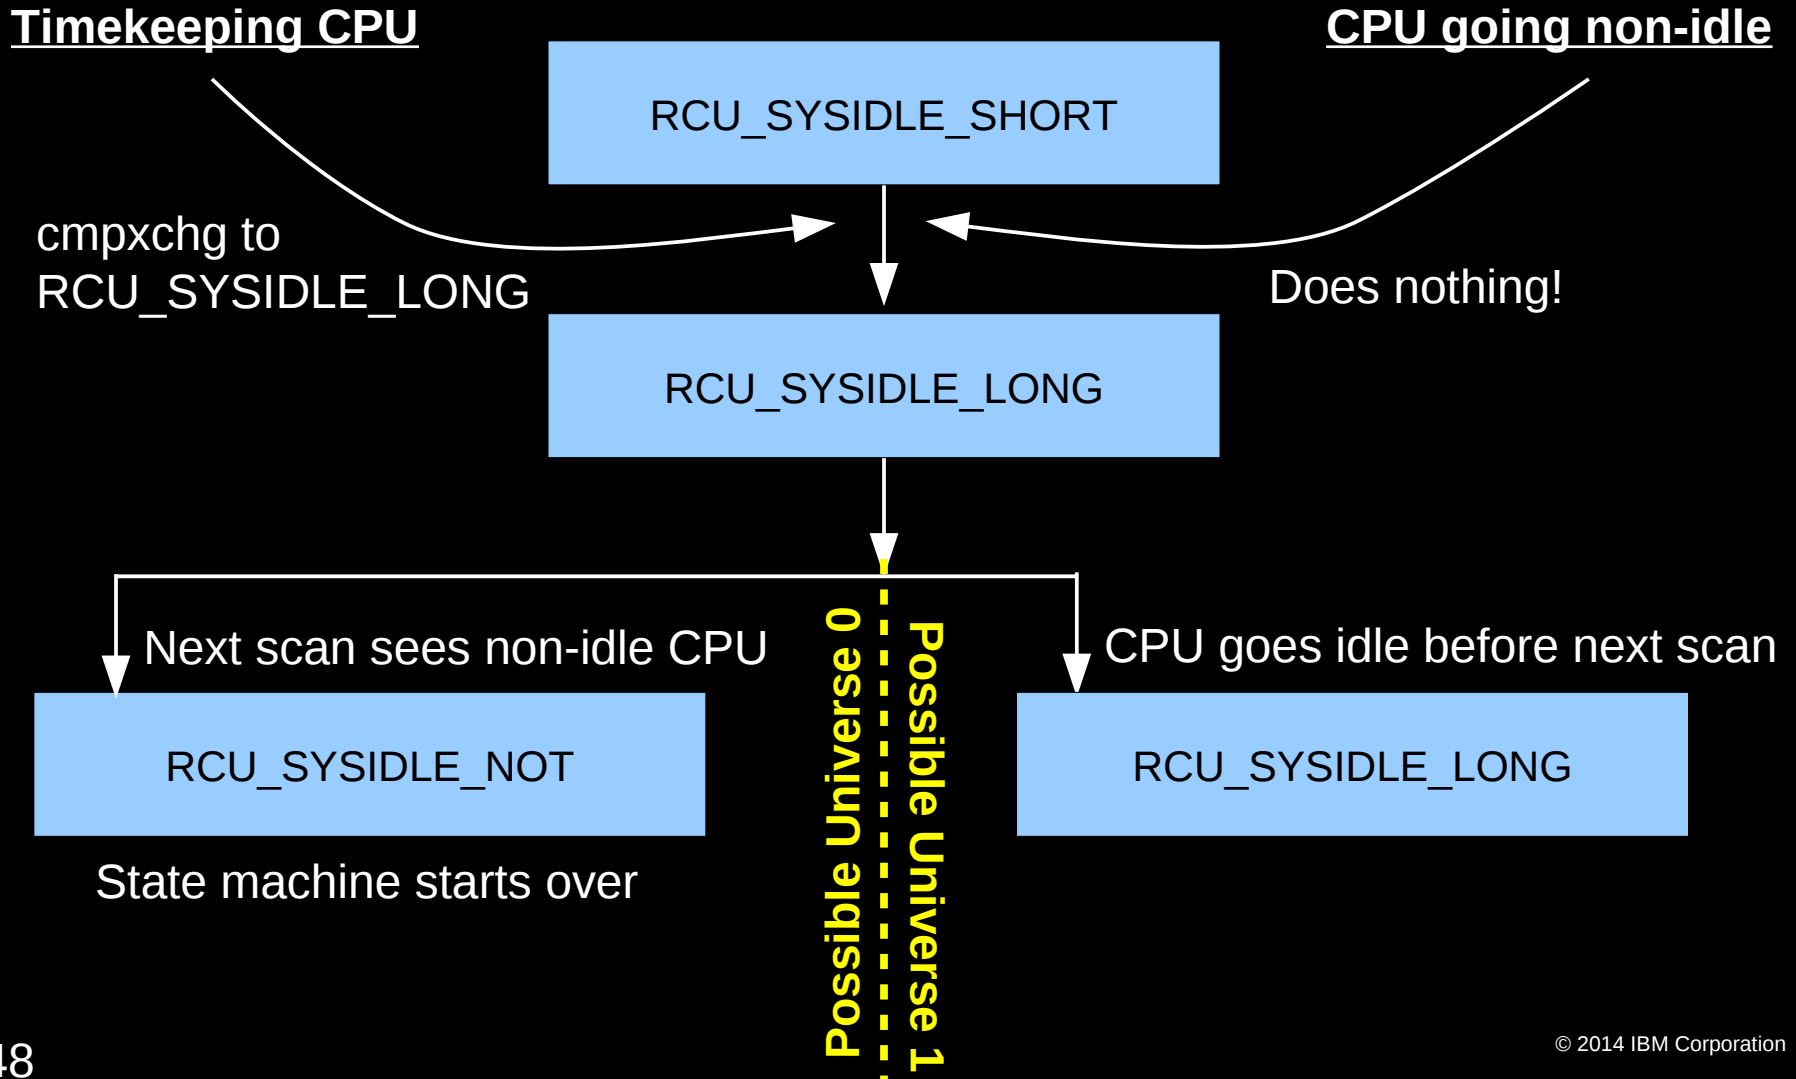 Timekeeping CPU
CPU going non-idle
RCU_SYSIDLE_SHORT
cmpxchg to
RCU_SYSIDLE_LONG
Does nothing!
RCU_SYSIDLE_LONG
Next scan sees non-idle CPU
Possible Universe 0
Possible Universe 1
CPU goes idle before next scan
RCU_SYSIDLE_NOT
RCU_SYSIDLE_LONG
State machine starts over
48
© 2014 IBM Corporation